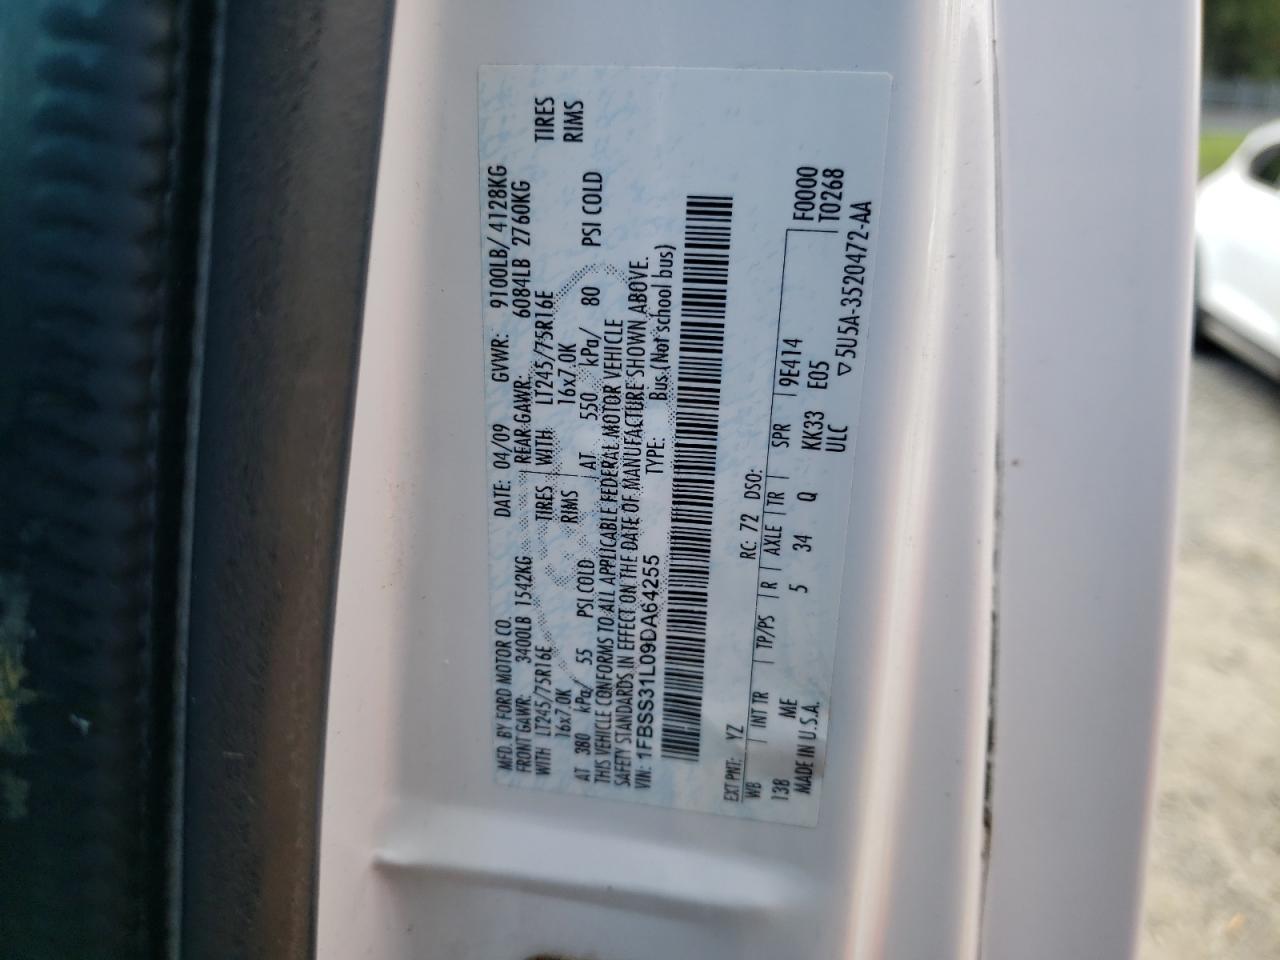 MFD. BY FORD MOTOR CO. DATE: 04/09 GVWR: 9100LB/ 4128KG
FRONT GAWR: 3400LB 1542KG REAR GAWR: 6084LB 2760KG
WITH LT245/75R16E TIRES WITH LT245/75R16E TIRES
16x7.0K RIMS 16x7.0K RIMS
AT 380 kPa/ 55 PSI COLD AT 550 kPa/ 80 PSI COLD
THIS VEHICLE CONFORMS TO ALL APPLICABLE FEDERAL MOTOR VEHICLE
SAFETY STANDARDS IN EFFECT ON THE DATE OF MANUFACTURE SHOWN ABOVE.
VIN: 1FBSS31L09DA64255 TYPE: Bus (Not school bus)
EXT PNT: YZ RC: 72 DSO:
WB INT TR TP/PS R AXLE TR SPR 9E414 F0000
138 ME 5 34 Q KK33 E05 T0268
MADE IN U.S.A. ULC
▽5U5A-3520472-AA